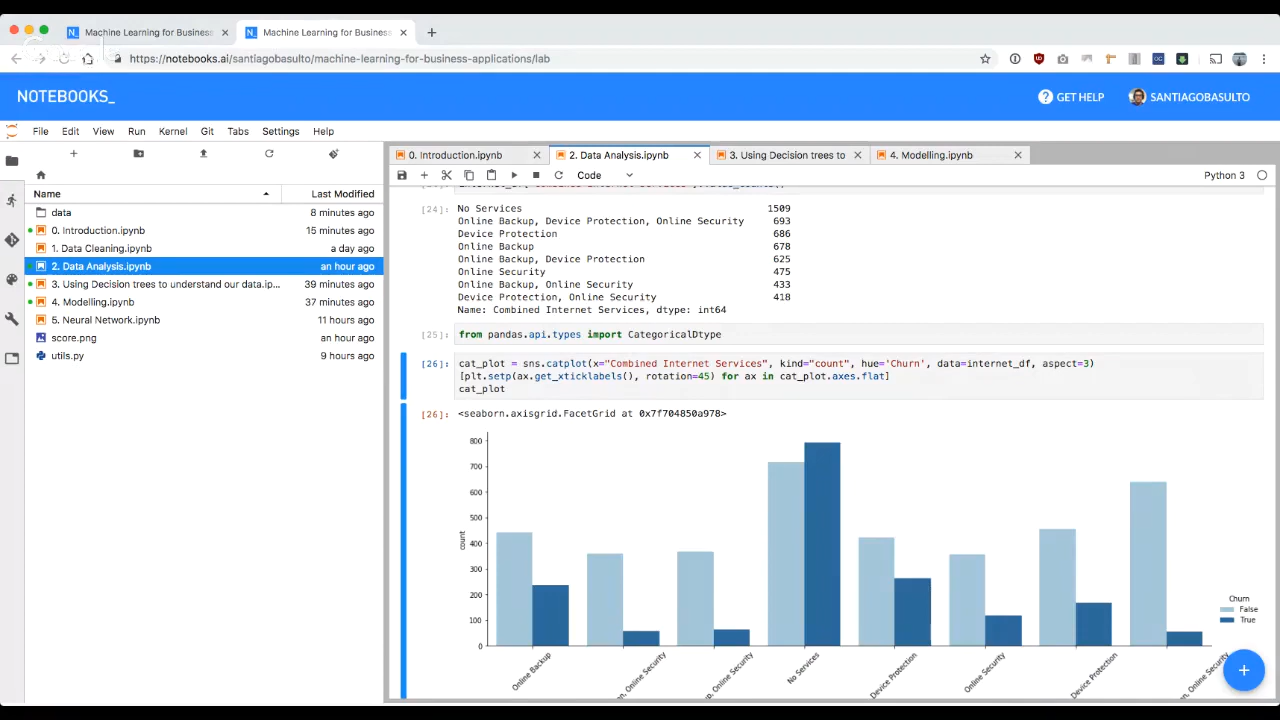 Machine Learning for Business
Machine Learning for Business
https://notebooks.ai/santiagobasulto/machine-learning-for-business-applications/lab
NOTEBOOKS_
GET HELP
SANTIAGOBASULTO
File Edit View Run Kernel Git Tabs Settings Help
Name Last Modified
data 8 minutes ago
0. Introduction.ipynb 15 minutes ago
1. Data Cleaning.ipynb a day ago
2. Data Analysis.ipynb an hour ago
3. Using Decision trees to understand our data.ip... 39 minutes ago
4. Modelling.ipynb 37 minutes ago
5. Neural Network.ipynb 11 hours ago
score.png an hour ago
utils.py 9 hours ago
0. Introduction.ipynb
2. Data Analysis.ipynb
3. Using Decision trees to
4. Modelling.ipynb
Code
Python 3
[24]: No Services 1509
Online Backup, Device Protection, Online Security 693
Device Protection 686
Online Backup 678
Online Backup, Device Protection 625
Online Security 475
Online Backup, Online Security 433
Device Protection, Online Security 418
Name: Combined Internet Services, dtype: int64
[25]: from pandas.api.types import CategoricalDtype
[26]: cat_plot = sns.catplot(x="Combined Internet Services", kind="count", hue='Churn', data=internet_df, aspect=3)
[plt.setp(ax.get_xticklabels(), rotation=45) for ax in cat_plot.axes.flat]
cat_plot
[26]: <seaborn.axisgrid.FacetGrid at 0x7f704850a978>
800
700
600
500
400
300
200
100
0
count
Churn
False
True
Online Backup
on, Online Security
up, Online Security
No Services
Device Protection
Online Security
Device Protection
on, Online Security